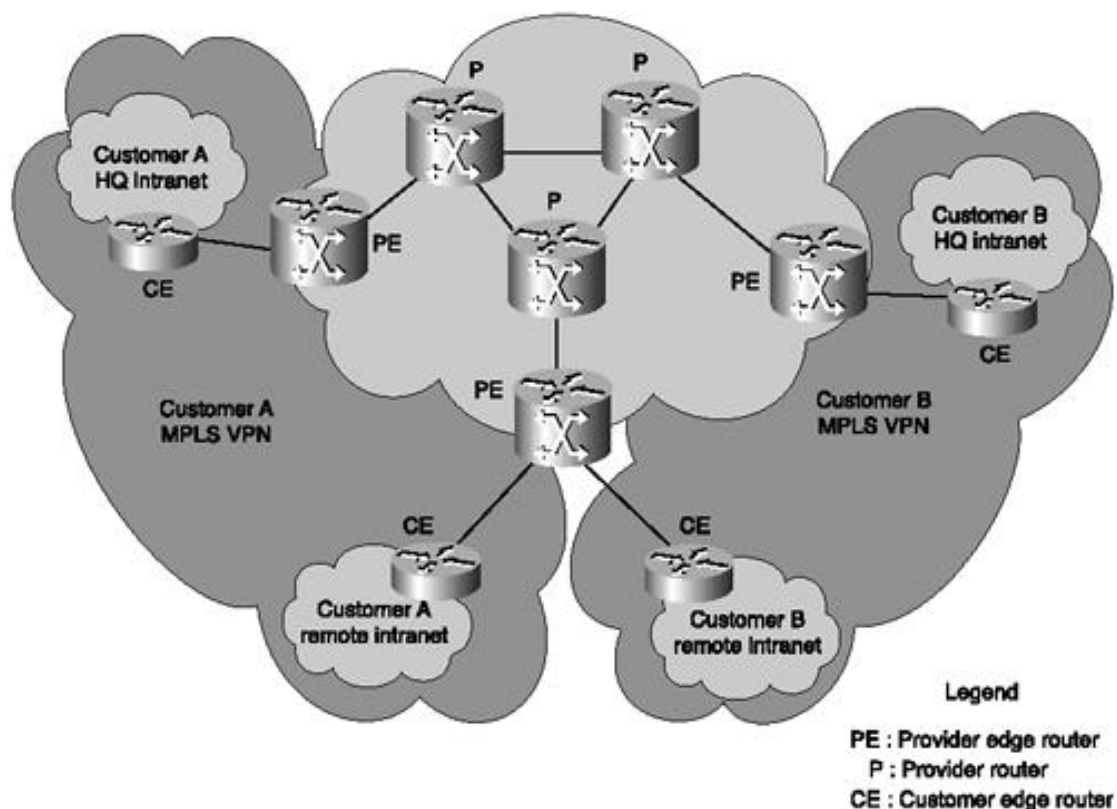 P
P
Customer A
HQ Intranet
P
Customer B
HQ intranet
PE
CE
PE
CE
PE
Customer A
MPLS VPN
Customer B
MPLS VPN
CE
CE
Customer A
remote intranet
Customer B
remote Intranet
Legend
PE : Provider edge router
P : Provider router
CE : Customer edge router